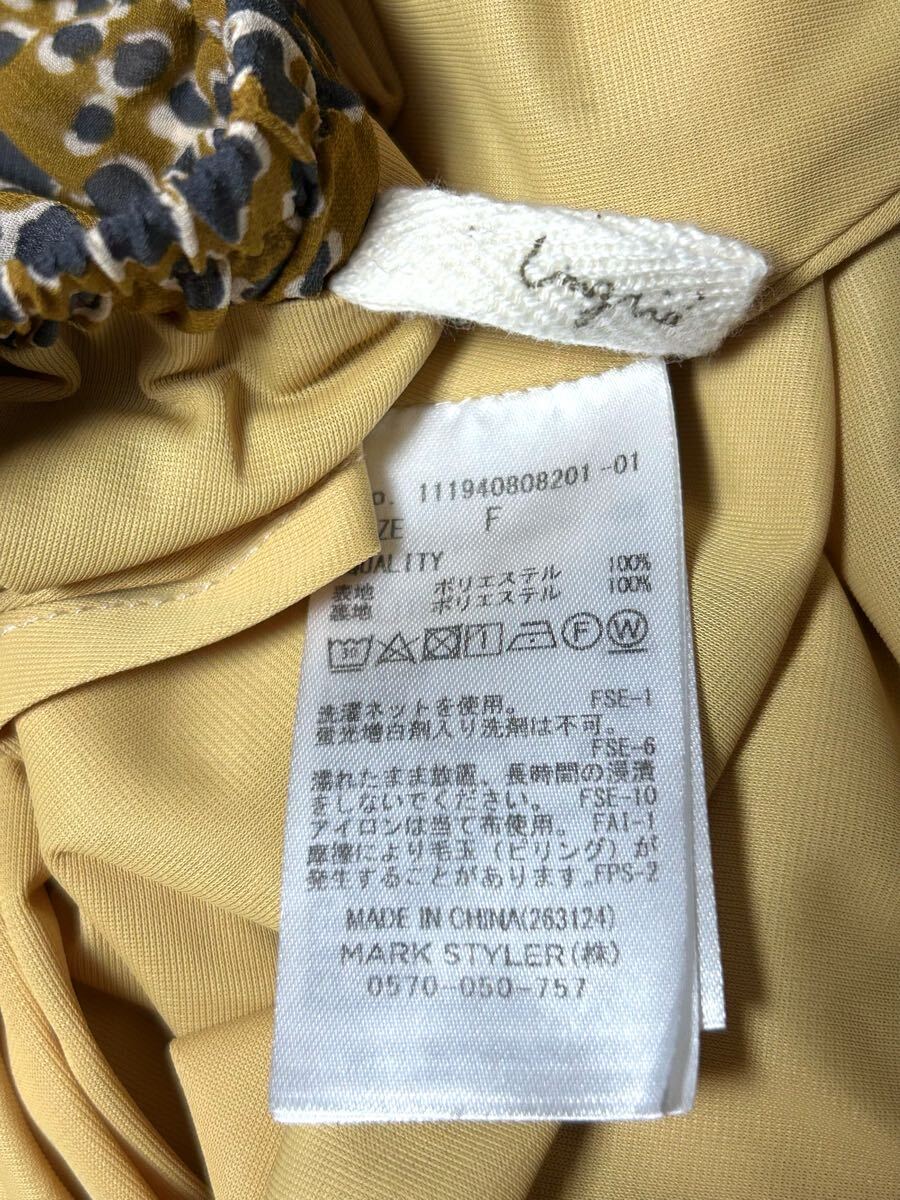 Ungrid
o. 111940808201-01
ZE F
QUALITY
表地 ポリエステル 100%
裏地 ポリエステル 100%
30 F W
洗濯ネットを使用。 FSE-1
蛍光増白剤入り洗剤は不可。
FSE-6
濡れたまま放置、長時間の浸漬
をしないでください。 FSE-10
アイロンは当て布使用。 FAI-1
摩擦により毛玉(ピリング)が
発生することがあります。FPS-2
MADE IN CHINA(263124)
MARK STYLER(株)
0570-050-757